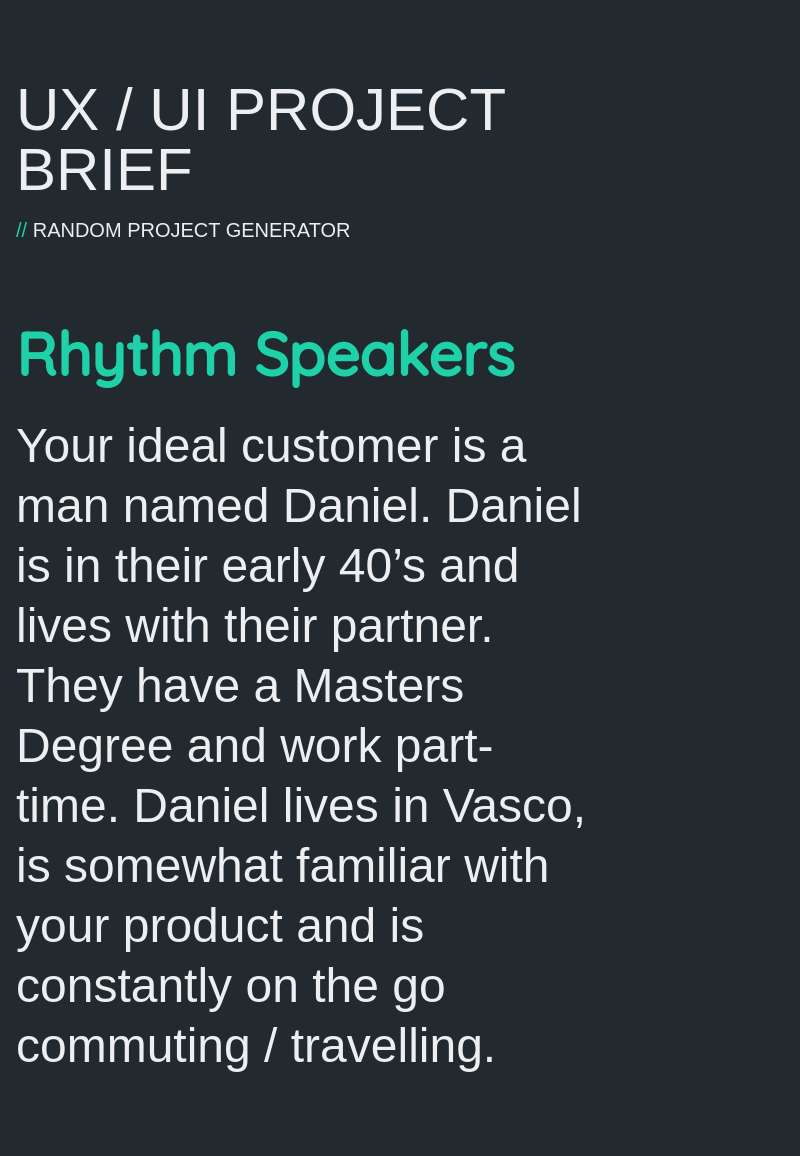 UX / UI PROJECT
BRIEF
// RANDOM PROJECT GENERATOR
Rhythm Speakers
Your ideal customer is a
man named Daniel. Daniel
is in their early 40’s and
lives with their partner.
They have a Masters
Degree and work part-
time. Daniel lives in Vasco,
is somewhat familiar with
your product and is
constantly on the go
commuting / travelling.